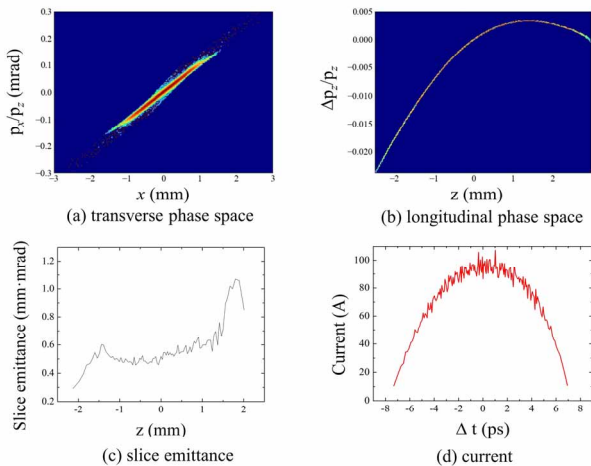 0.3
0.2
0.1
0.0
−0.1
−0.2
−0.3
p_x/p_z (mrad)
−3 −2 −1 0 1 2 3
x (mm)
(a) transverse phase space
0.005
0.000
−0.005
−0.010
−0.015
−0.020
Δp_z/p_z
−2 −1 0 1 2
z (mm)
(b) longitudinal phase space
1.2
1.0
0.8
0.6
0.4
0.2
Slice emittance (mm·mrad)
-2 -1 0 1 2
z (mm)
(c) slice emittance
100
80
60
40
20
0
Current (A)
-8 -6 -4 -2 0 2 4 6 8
Δ t (ps)
(d) current